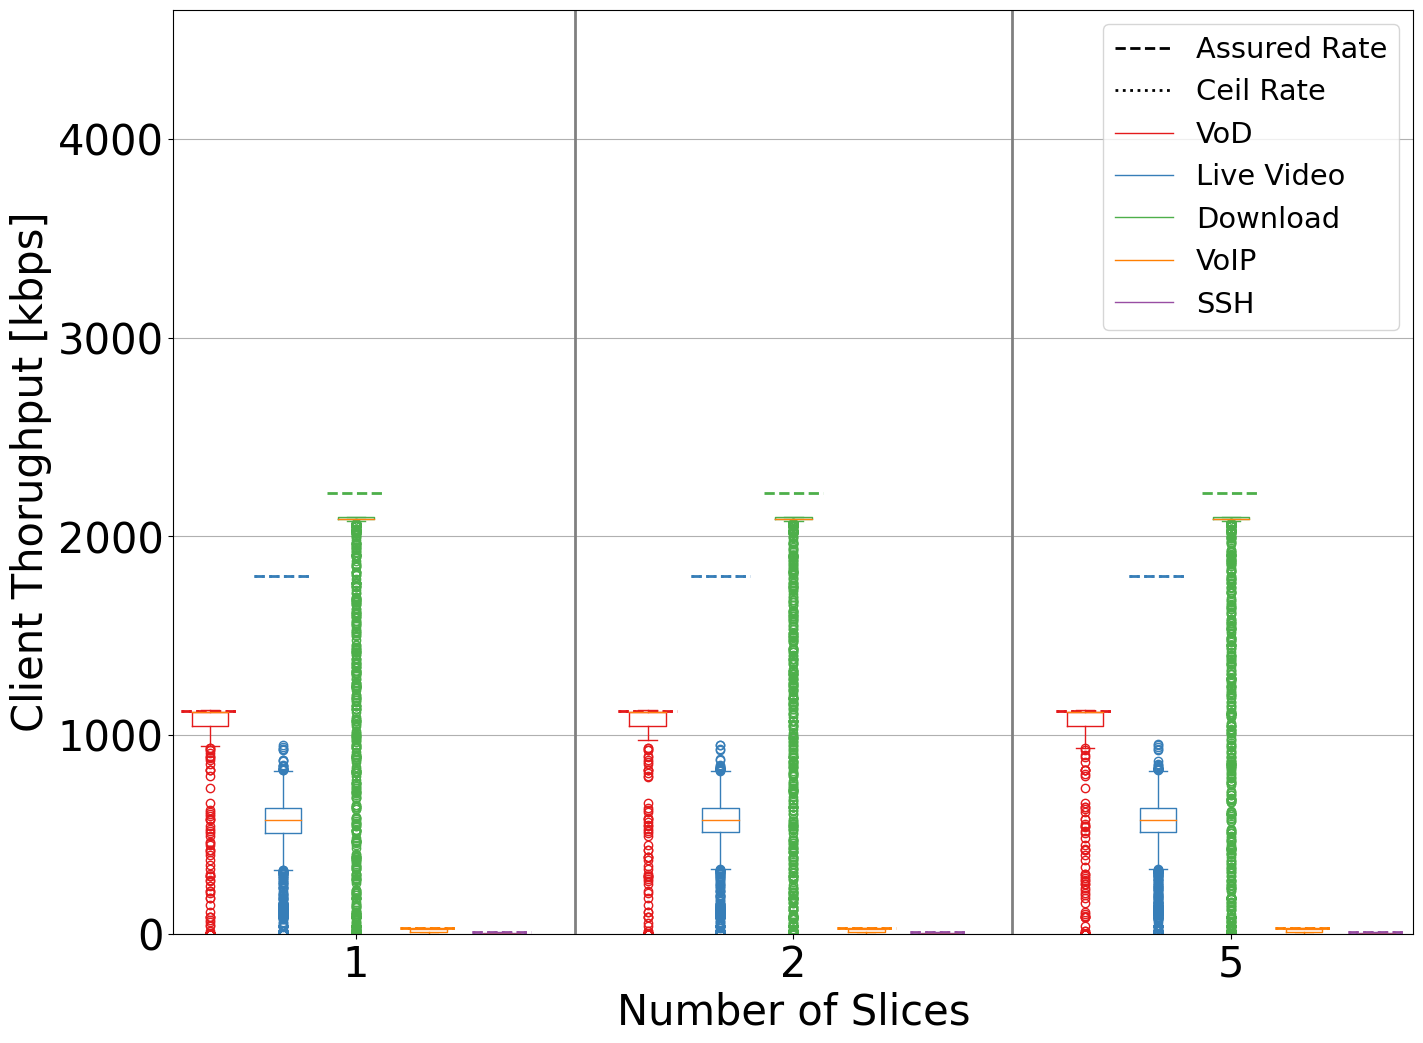 Client Thorughput [kbps]
4000
3000
2000
1000
0
1
2
5
Number of Slices
Assured Rate
Ceil Rate
VoD
Live Video
Download
VoIP
SSH